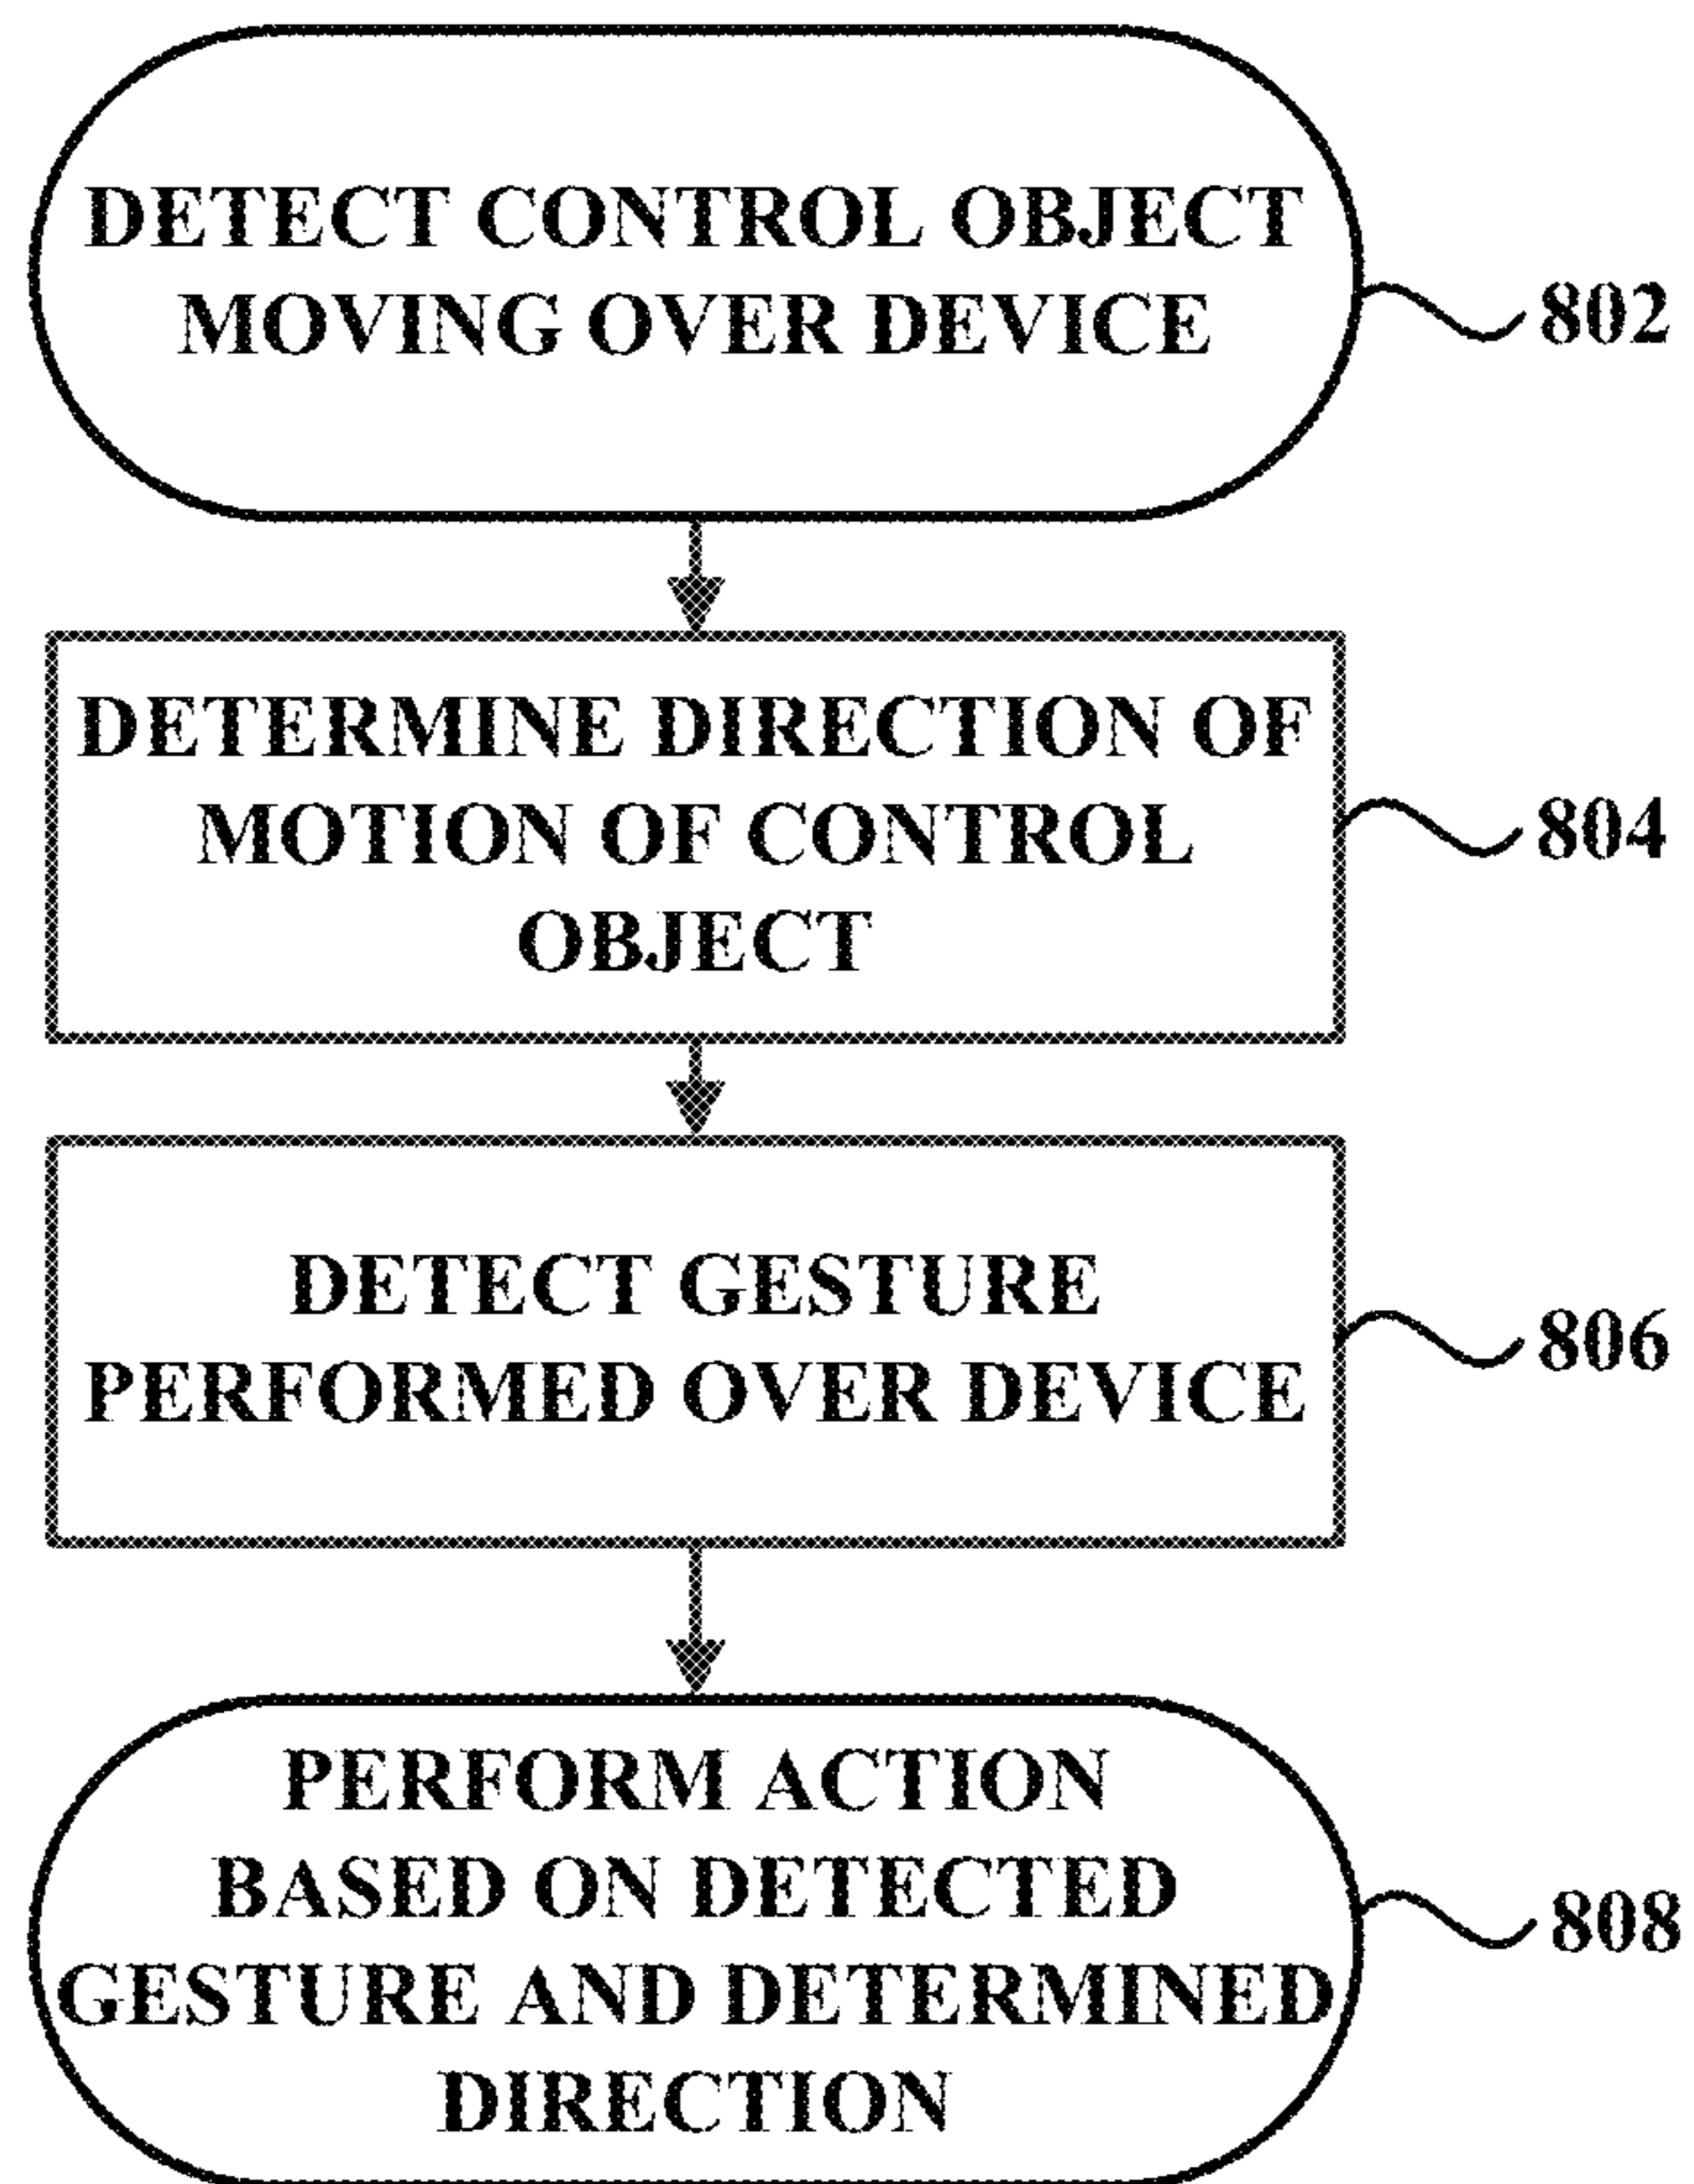 DETECT CONTROL OBJECT
MOVING OVER DEVICE
802
DETERMINE DIRECTION OF
MOTION OF CONTROL
OBJECT
804
DETECT GESTURE
PERFORMED OVER DEVICE
806
PERFORM ACTION
BASED ON DETECTED
GESTURE AND DETERMINED
DIRECTION
808